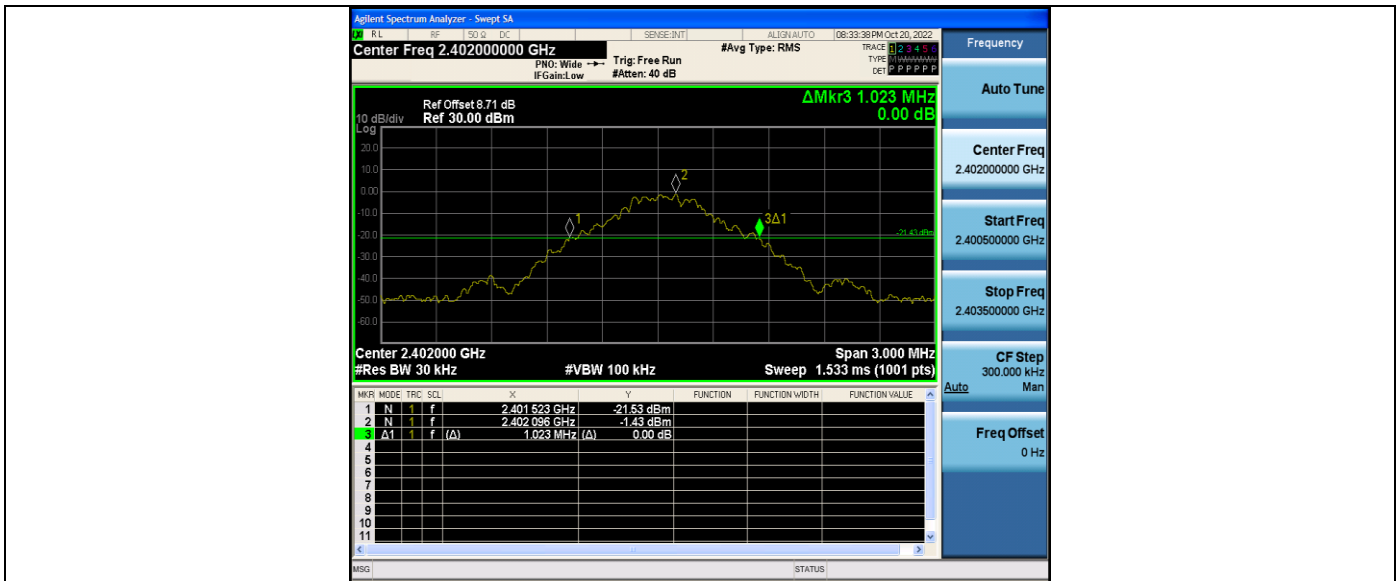 Agilent Spectrum Analyzer - Swept SA
LXI RL RF 50 Ω DC SENSE:INT ALIGNAUTO 08:33:38 PM Oct 20, 2022
Center Freq 2.402000000 GHz
PNO: Wide
IFGain:Low
Trig: Free Run
#Atten: 40 dB
#Avg Type: RMS
TRACE 1 2 3 4 5 6
TYPE M WWWWW
DET P P P P P P
ΔMkr3 1.023 MHz
0.00 dB
Ref Offset 8.71 dB
10 dB/div Ref 30.00 dBm
Log
20.0
10.0
0.00
-10.0
-20.0
-30.0
-40.0
-50.0
-60.0
1
2
3Δ1
-21.43 dBm
Center 2.402000 GHz Span 3.000 MHz
#Res BW 30 kHz #VBW 100 kHz Sweep 1.533 ms (1001 pts)
MKR MODE TRC SCL X Y FUNCTION FUNCTION WIDTH FUNCTION VALUE
1 N 1 f 2.401 523 GHz -21.53 dBm
2 N 1 f 2.402 096 GHz -1.43 dBm
3 Δ1 1 f (Δ) 1.023 MHz (Δ) 0.00 dB
4
5
6
7
8
9
10
11
MSG STATUS
Frequency
Auto Tune
Center Freq
2.402000000 GHz
Start Freq
2.400500000 GHz
Stop Freq
2.403500000 GHz
CF Step
300.000 kHz
Auto Man
Freq Offset
0 Hz